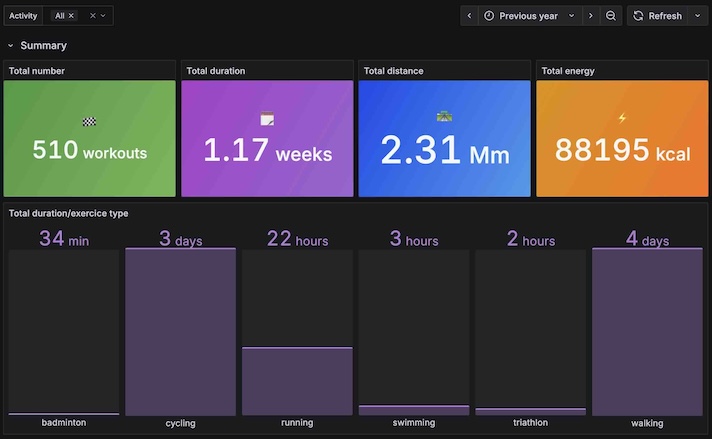 Activity All Previous year Refresh
Summary
Total number Total duration Total distance Total energy
510 workouts 1.17 weeks 2.31 Mm 88195 kcal
Total duration/exercice type
34 min 3 days 22 hours 3 hours 2 hours 4 days
badminton cycling running swimming triathlon walking